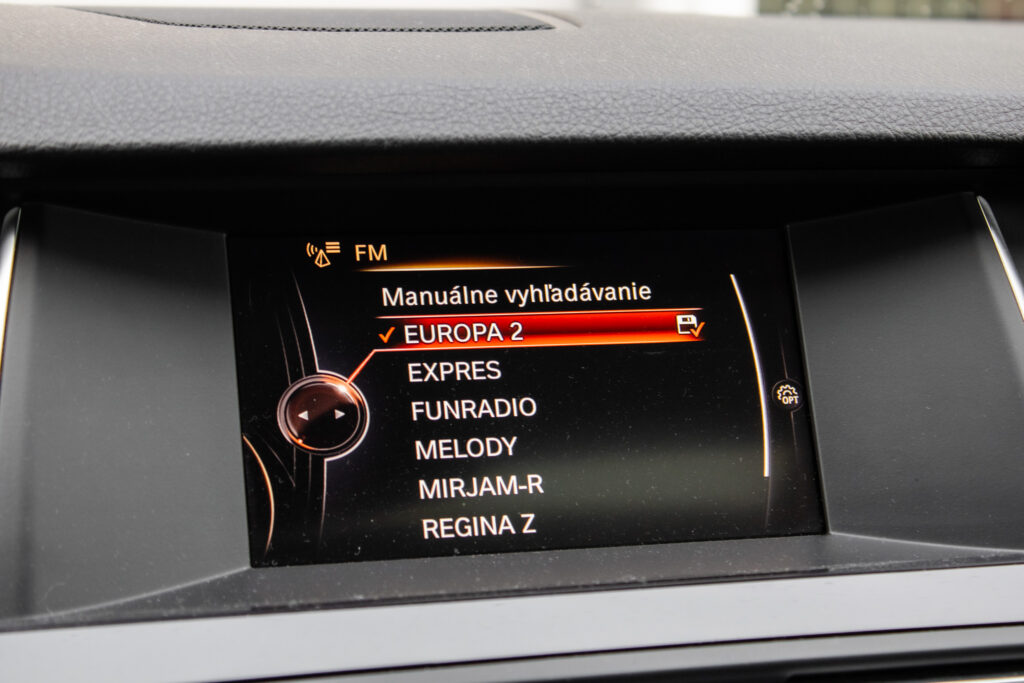 FM
Manuálne vyhľadávanie
EUROPA 2
EXPRES
FUNRADIO
MELODY
MIRJAM-R
REGINA Z
OPT